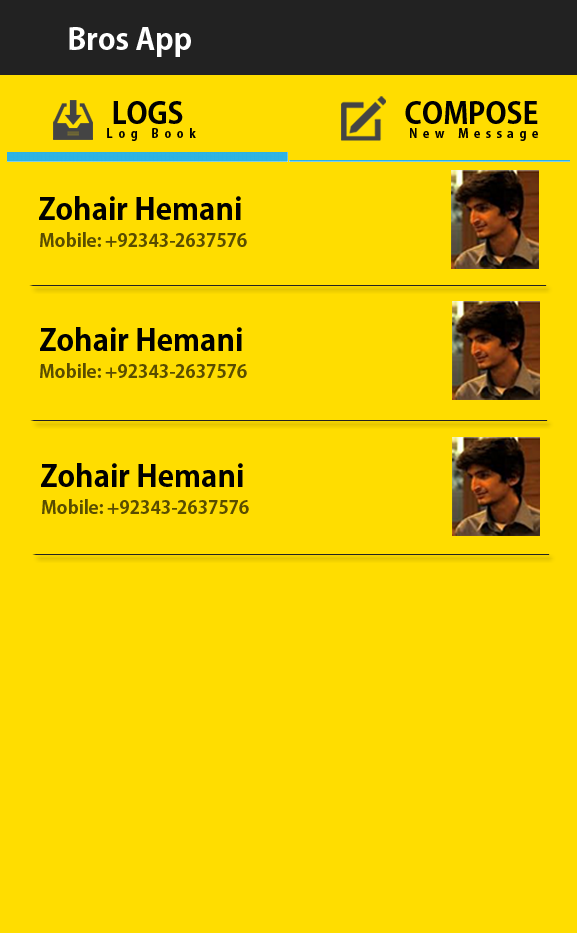 Bros App
LOGS
Log Book
COMPOSE
New Message
Zohair Hemani
Mobile: +92343-2637576
Zohair Hemani
Mobile: +92343-2637576
Zohair Hemani
Mobile: +92343-2637576